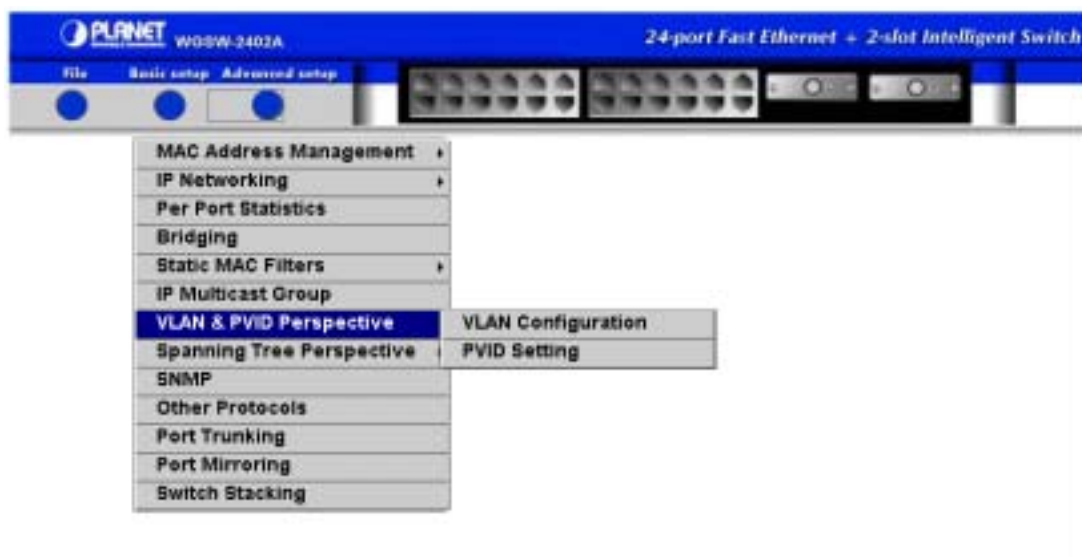 PLANET WGSW-2402A
24-port Fast Ethernet + 2-slot Intelligent Switch
File Basic setup Advanced setup
MAC Address Management
IP Networking
Per Port Statistics
Bridging
Static MAC Filters
IP Multicast Group
VLAN & PVID Perspective
VLAN Configuration
Spanning Tree Perspective
PVID Setting
SNMP
Other Protocols
Port Trunking
Port Mirroring
Switch Stacking